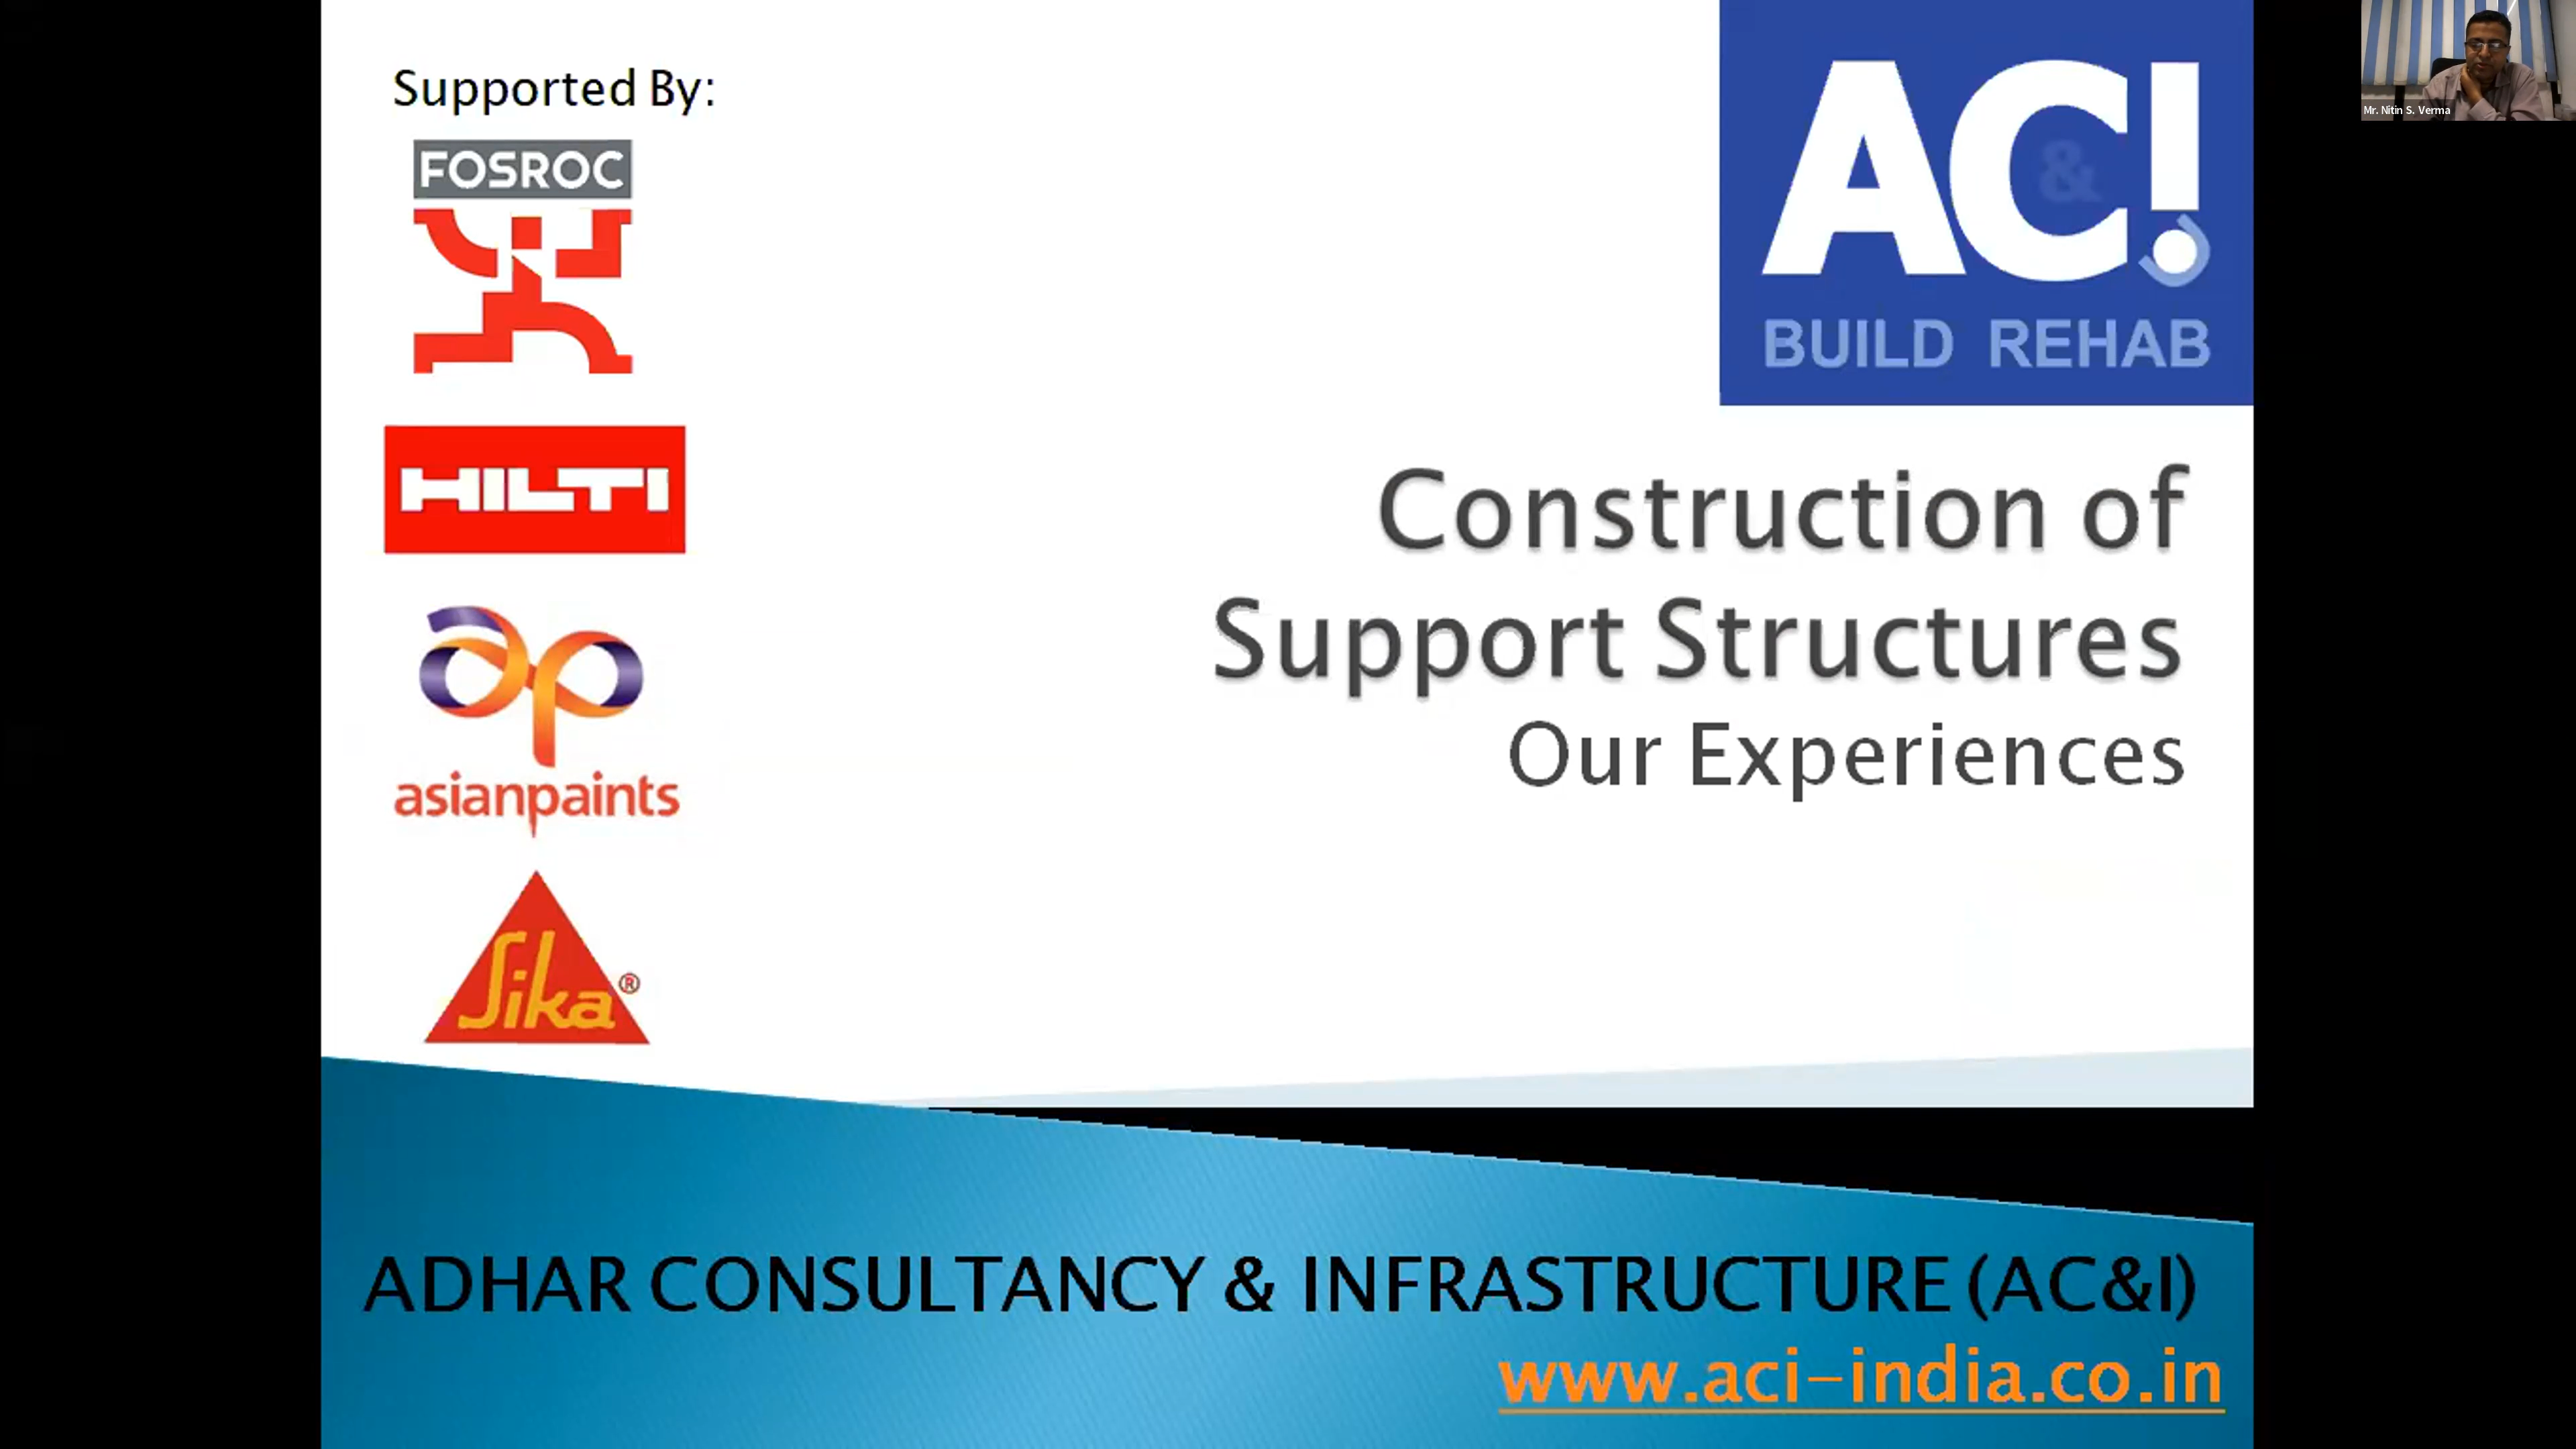 Supported By:
FOSROC
HILTI
asianpaints
Sika®
AC&!
BUILD REHAB
Construction of
Support Structures
Our Experiences
ADHAR CONSULTANCY & INFRASTRUCTURE (AC&I)
www.aci-india.co.in
Mr. Nitin S. Verma